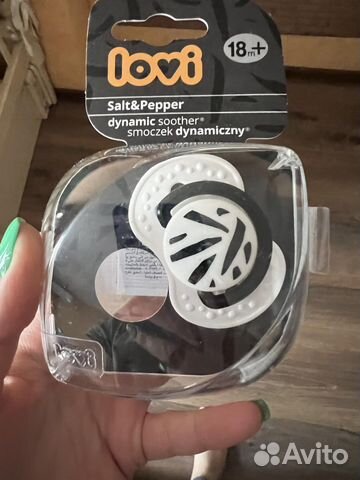 lovi
18m+
Salt&Pepper
dynamic soother®
smoczek dynamiczny®
lovi
Avito